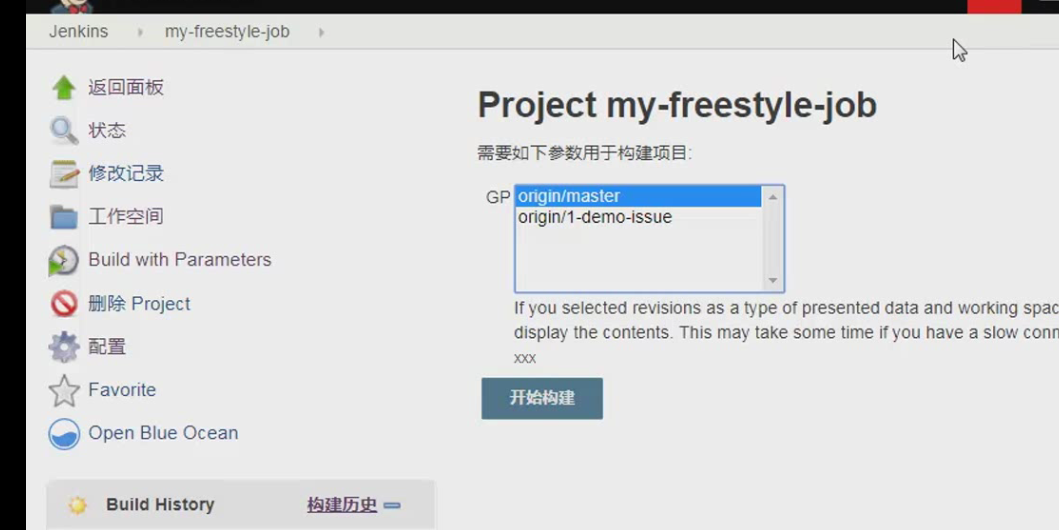 Jenkins
my-freestyle-job
返回面板
状态
修改记录
工作空间
Build with Parameters
删除 Project
配置
Favorite
Open Blue Ocean
Build History 构建历史
Project my-freestyle-job
需要如下参数用于构建项目:
GP
origin/master
origin/1-demo-issue
If you selected revisions as a type of presented data and working spac
display the contents. This may take some time if you have a slow conn
xxx
开始构建